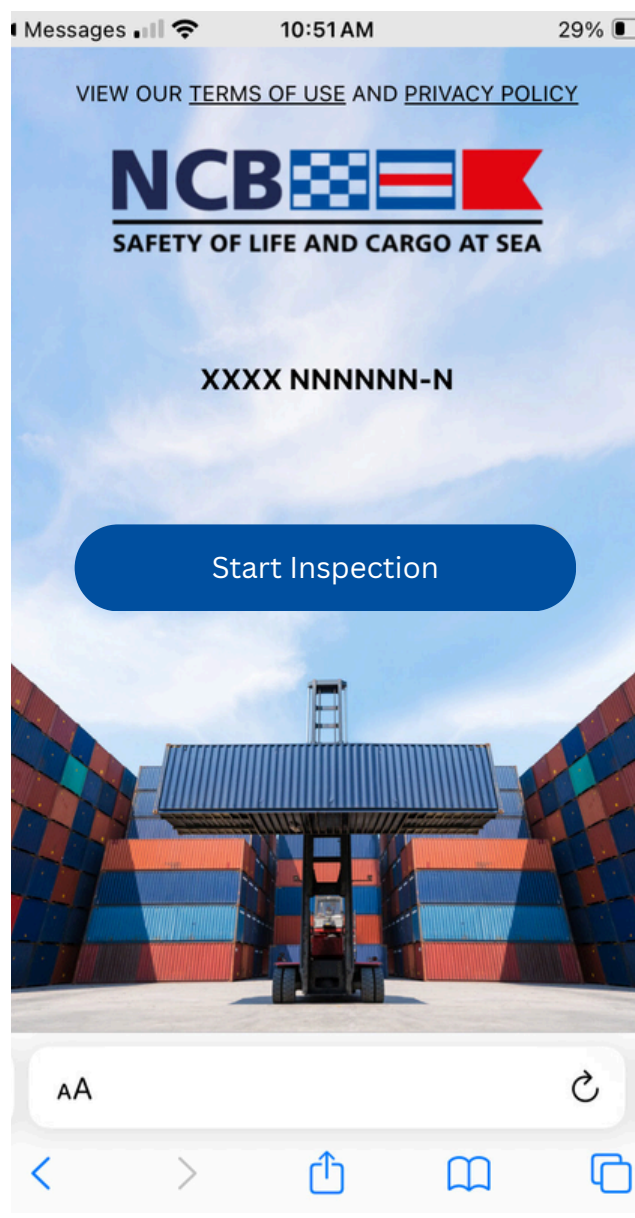 Messages 10:51 AM 29%
VIEW OUR TERMS OF USE AND PRIVACY POLICY
NCB
SAFETY OF LIFE AND CARGO AT SEA
XXXX NNNNNN-N
Start Inspection
AA